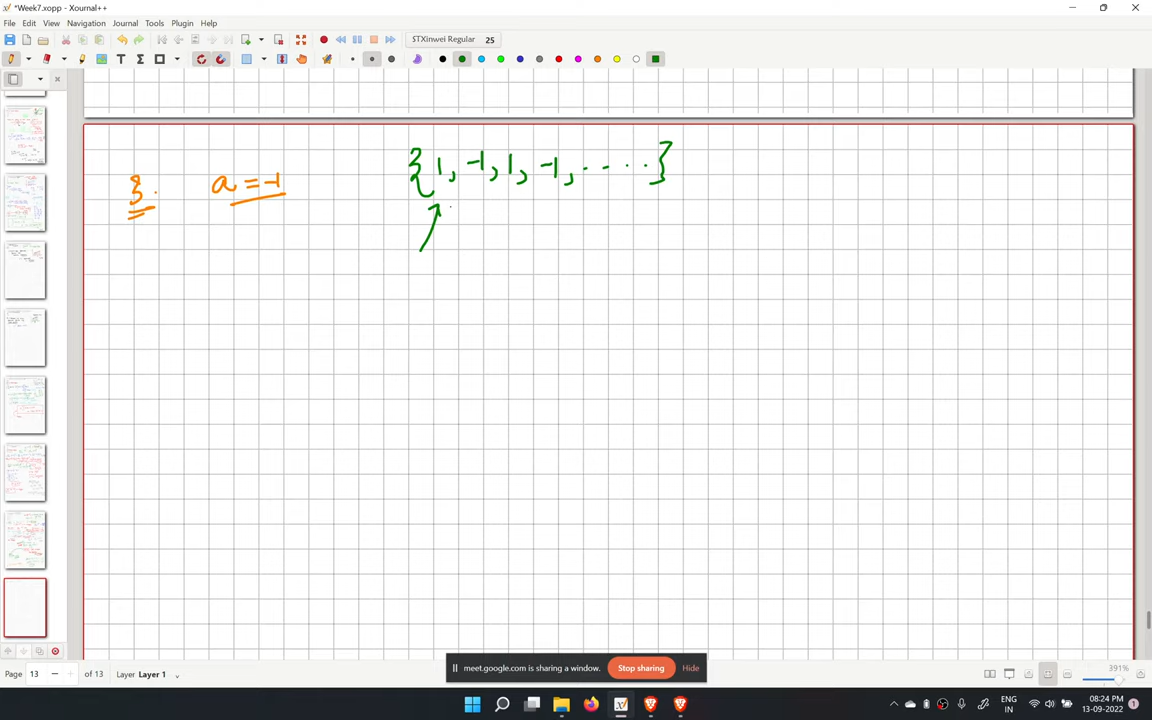 *Week7.xopp - Xournal++
File Edit View Navigation Journal Tools Plugin Help
STXinwei Regular 25
3. a = -1 {1, -1, 1, -1, ..... }
meet.google.com is sharing a window. Stop sharing Hide
Page 13 of 13 Layer Layer 1 391%
ENG 08:24 PM
IN 13-09-2022